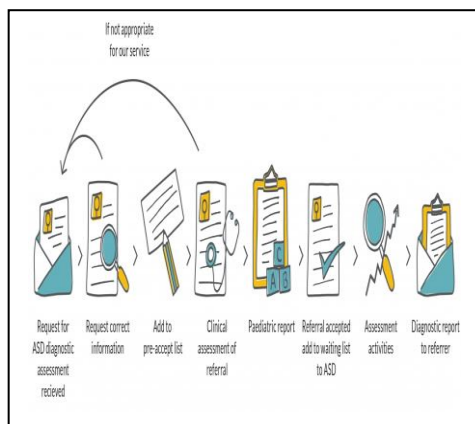 If not appropriate
for our service
Request for
ASD diagnostic
assessment
recieved
Request correct
information
Add to
pre-accept list
Clinical
assessment of
referral
Paediatric report
Referral accepted
add to waiting list
to ASD
Assessment
activities
Diagnostic report
to referrer
C
A B